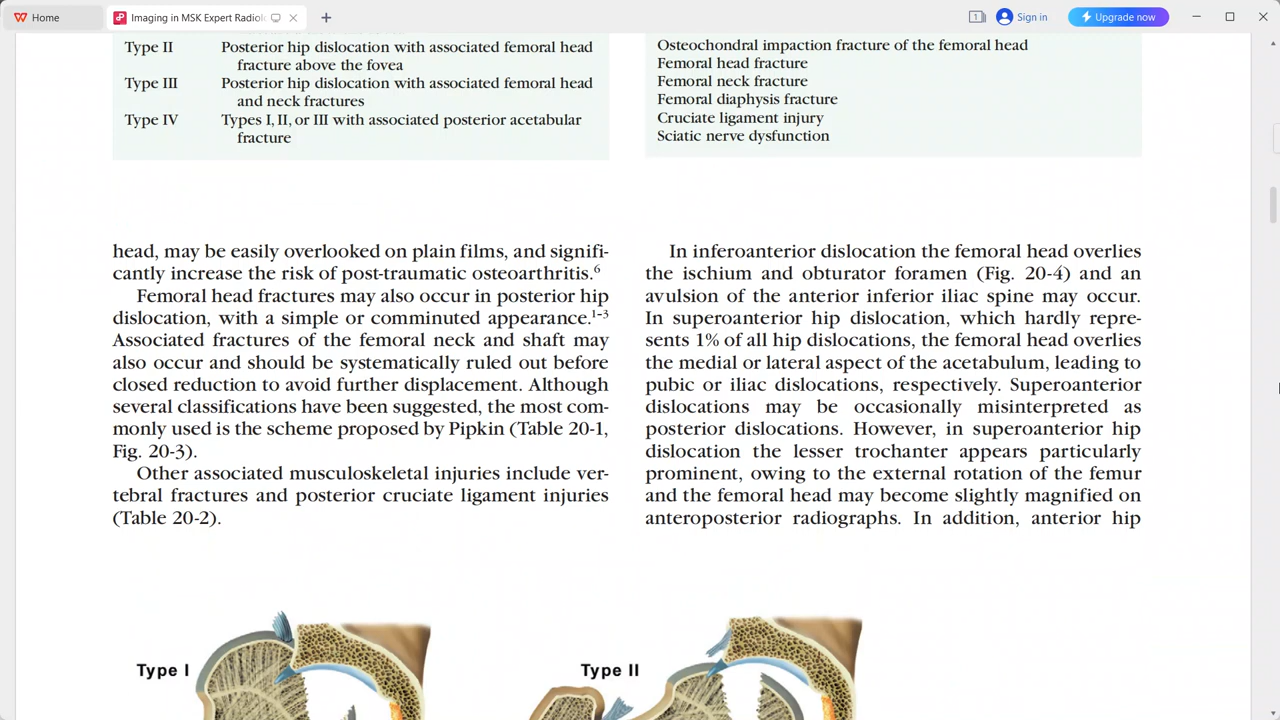 Home
Imaging in MSK Expert Radiol
1
Sign in
Upgrade now
Type II Posterior hip dislocation with associated femoral head
fracture above the fovea
Type III Posterior hip dislocation with associated femoral head
and neck fractures
Type IV Types I, II, or III with associated posterior acetabular
fracture
Osteochondral impaction fracture of the femoral head
Femoral head fracture
Femoral neck fracture
Femoral diaphysis fracture
Cruciate ligament injury
Sciatic nerve dysfunction
head, may be easily overlooked on plain films, and signifi-
cantly increase the risk of post-traumatic osteoarthritis.6
Femoral head fractures may also occur in posterior hip
dislocation, with a simple or comminuted appearance.1-3
Associated fractures of the femoral neck and shaft may
also occur and should be systematically ruled out before
closed reduction to avoid further displacement. Although
several classifications have been suggested, the most com-
monly used is the scheme proposed by Pipkin (Table 20-1,
Fig. 20-3).
Other associated musculoskeletal injuries include ver-
tebral fractures and posterior cruciate ligament injuries
(Table 20-2).
In inferoanterior dislocation the femoral head overlies
the ischium and obturator foramen (Fig. 20-4) and an
avulsion of the anterior inferior iliac spine may occur.
In superoanterior hip dislocation, which hardly repre-
sents 1% of all hip dislocations, the femoral head overlies
the medial or lateral aspect of the acetabulum, leading to
pubic or iliac dislocations, respectively. Superoanterior
dislocations may be occasionally misinterpreted as
posterior dislocations. However, in superoanterior hip
dislocation the lesser trochanter appears particularly
prominent, owing to the external rotation of the femur
and the femoral head may become slightly magnified on
anteroposterior radiographs. In addition, anterior hip
Type I
Type II